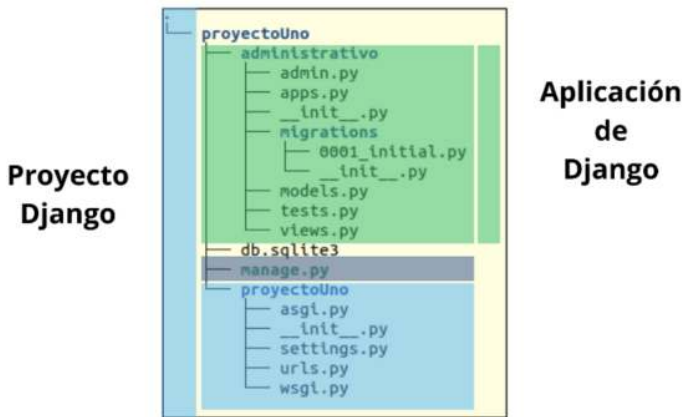 .
proyectoUno
administrativo
admin.py
apps.py
__init__.py
migrations
0001_initial.py
__init__.py
models.py
tests.py
views.py
db.sqlite3
manage.py
proyectoUno
asgi.py
__init__.py
settings.py
urls.py
wsgi.py
Proyecto
Django
Aplicación
de
Django